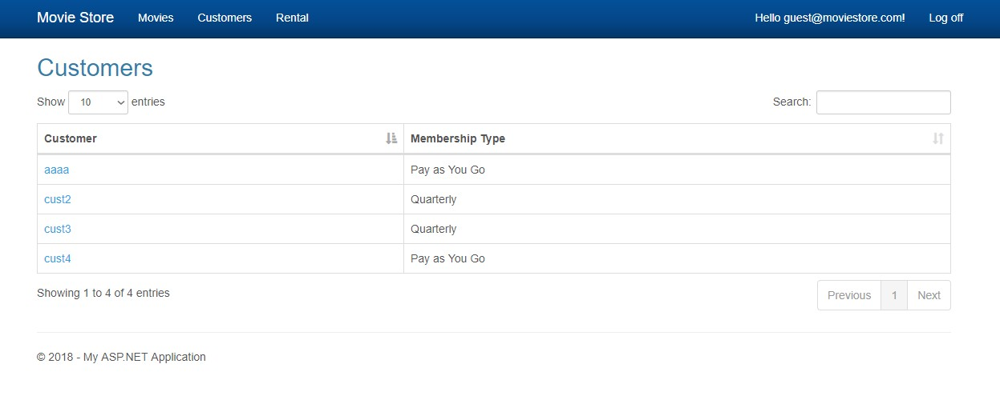 Movie Store Movies Customers Rental Hello guest@moviestore.com! Log off
Customers
Show 10 entries Search:
Customer Membership Type
aaaa Pay as You Go
cust2 Quarterly
cust3 Quarterly
cust4 Pay as You Go
Showing 1 to 4 of 4 entries Previous 1 Next
© 2018 - My ASP.NET Application